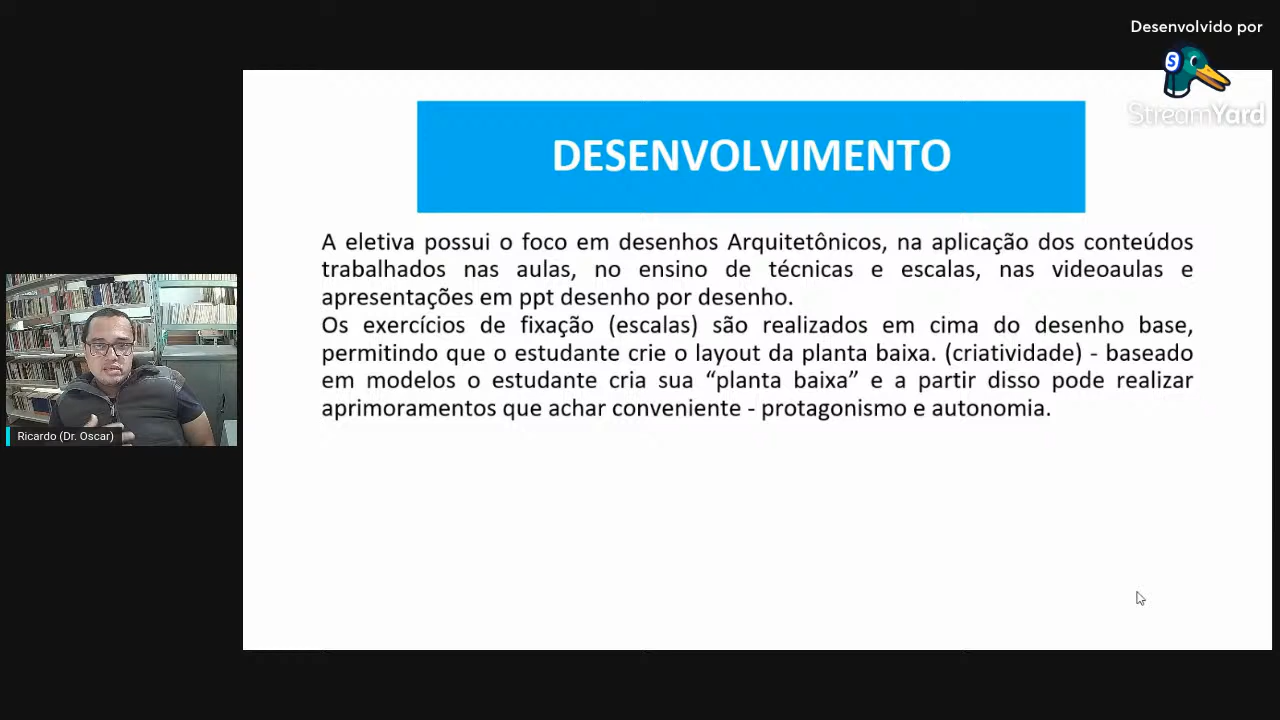 Desenvolvido por
StreamYard
DESENVOLVIMENTO
A eletiva possui o foco em desenhos Arquitetônicos, na aplicação dos conteúdos
trabalhados nas aulas, no ensino de técnicas e escalas, nas videoaulas e
apresentações em ppt desenho por desenho.
Os exercícios de fixação (escalas) são realizados em cima do desenho base,
permitindo que o estudante crie o layout da planta baixa. (criatividade) - baseado
em modelos o estudante cria sua “planta baixa” e a partir disso pode realizar
aprimoramentos que achar conveniente - protagonismo e autonomia.
Ricardo (Dr. Oscar)